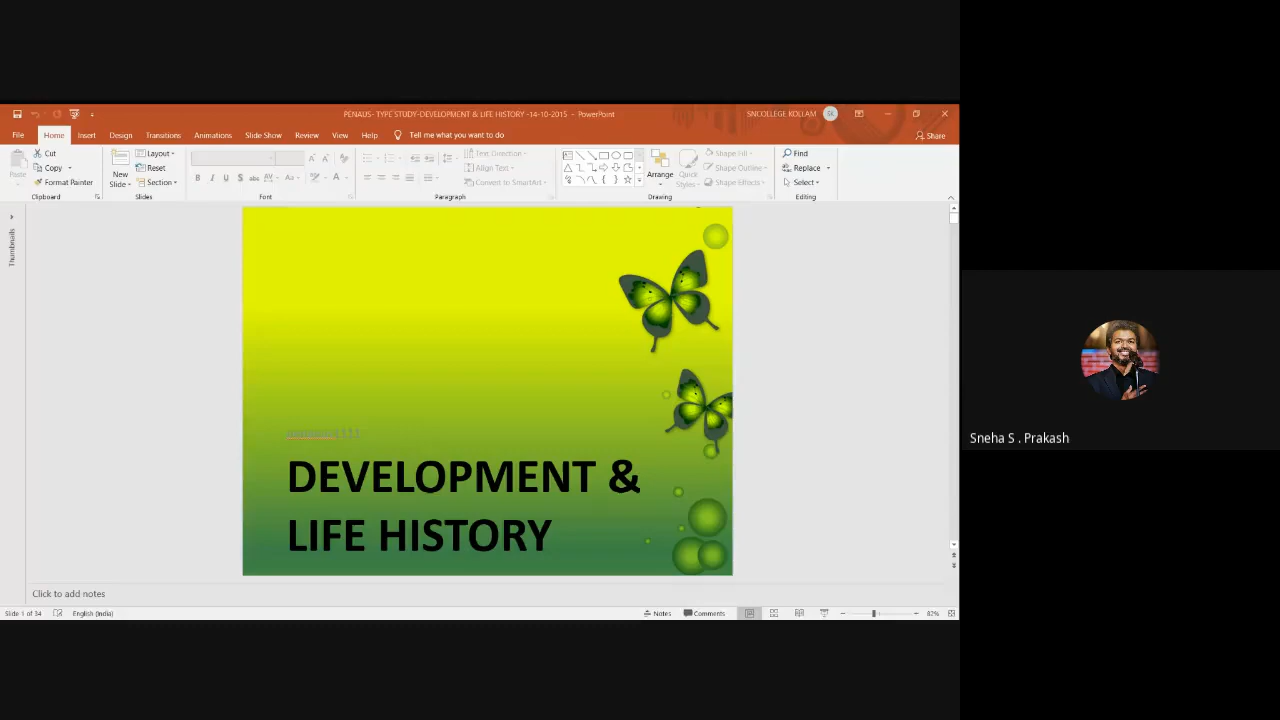 PENAUS- TYPE STUDY-DEVELOPMENT & LIFE HISTORY -14-10-2015 - PowerPoint
SNCOLLEGE KOLLAM
SK
File Home Insert Design Transitions Animations Slide Show Review View Help Tell me what you want to do
Share
Paste
Cut
Copy
Format Painter
Clipboard
New
Slide
Layout
Reset
Section
Slides
Font
Text Direction
Align Text
Convert to SmartArt
Paragraph
Arrange
Quick
Styles
Shape Fill
Shape Outline
Shape Effects
Drawing
Find
Replace
Select
Editing
Thumbnails
DEVELOPMENT &
LIFE HISTORY
Click to add notes
Slide 1 of 34 English (India) Notes Comments 82%
Sneha S . Prakash